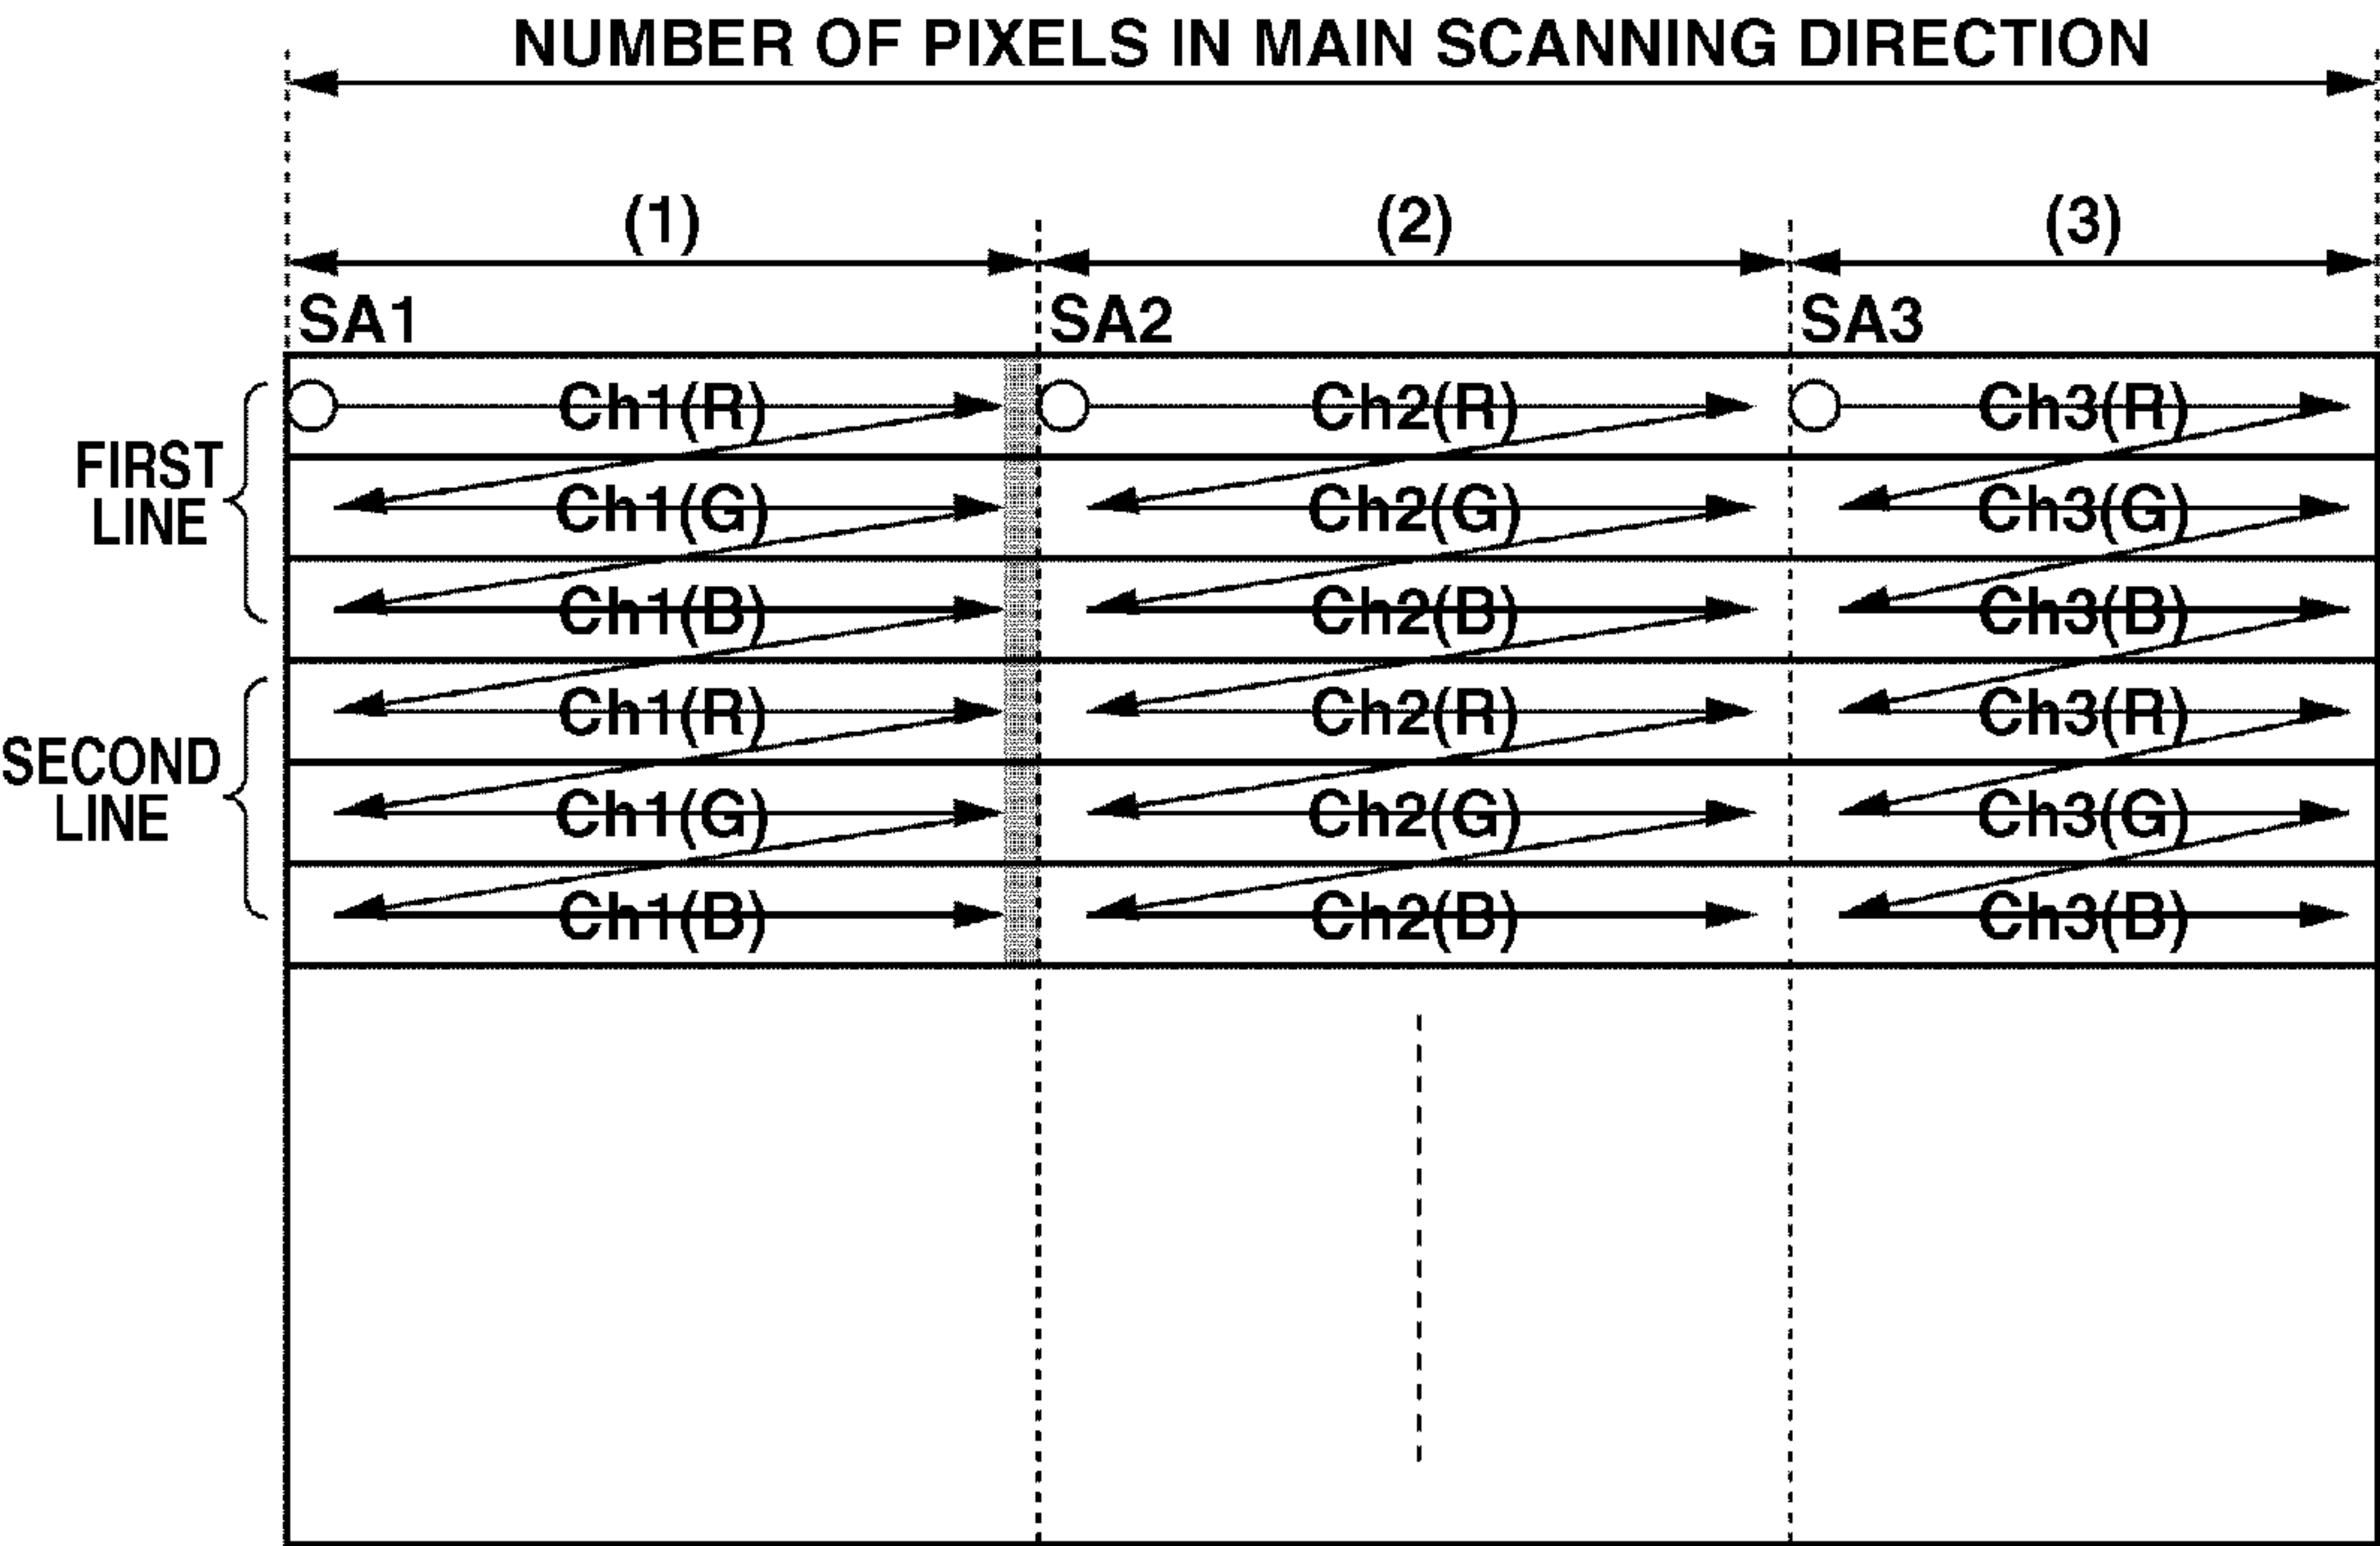 NUMBER OF PIXELS IN MAIN SCANNING DIRECTION
(1) (2) (3)
SA1 SA2 SA3
Ch1(R) Ch2(R) Ch3(R)
FIRST
LINE
Ch1(G) Ch2(G) Ch3(G)
Ch1(B) Ch2(B) Ch3(B)
Ch1(R) Ch2(R) Ch3(R)
SECOND
LINE
Ch1(G) Ch2(G) Ch3(G)
Ch1(B) Ch2(B) Ch3(B)